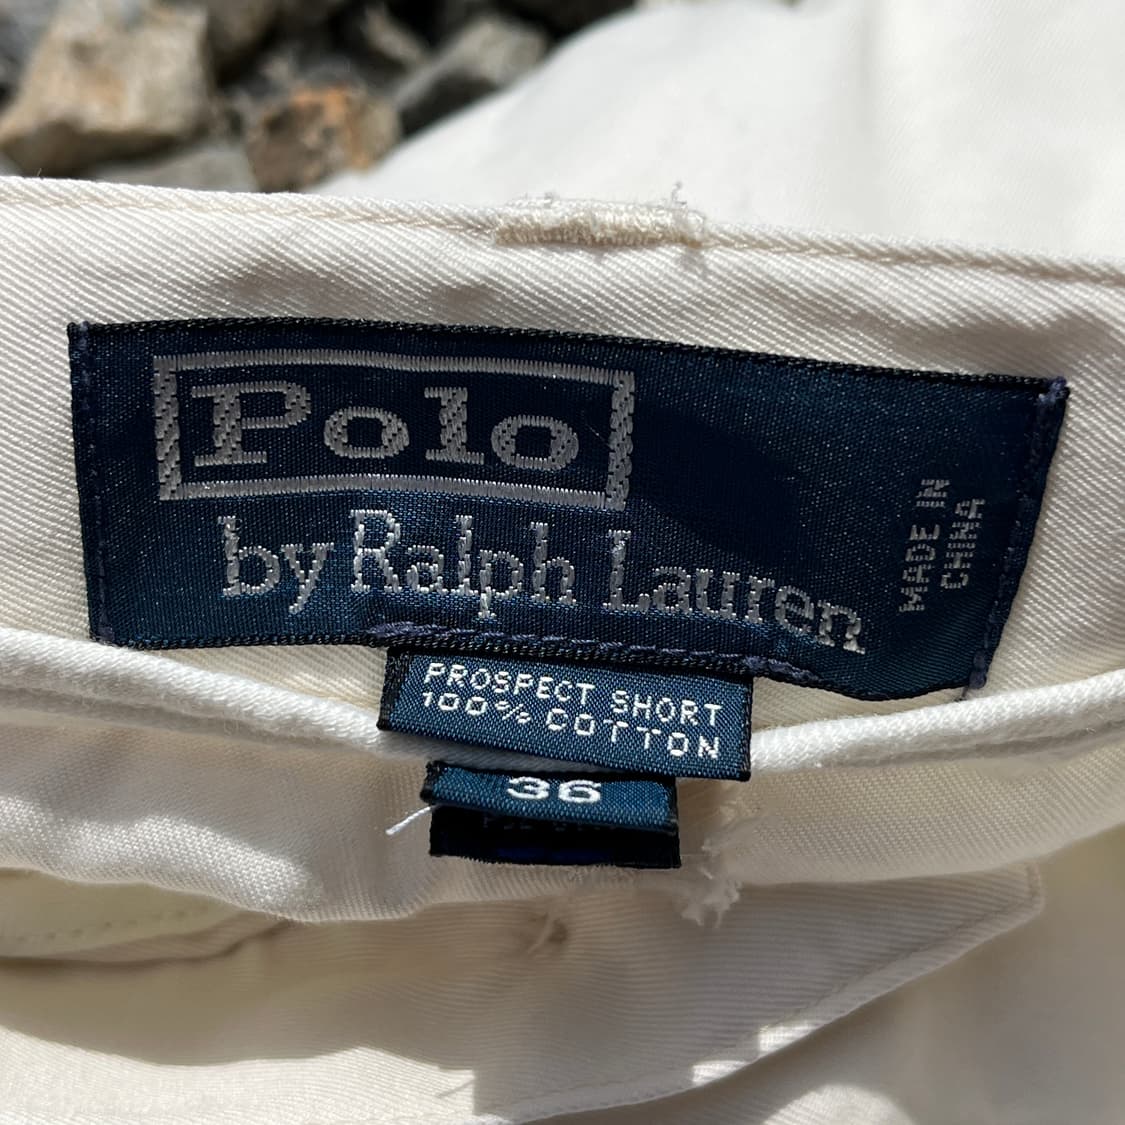 Polo
by Ralph Lauren
MADE IN
CHINA
PROSPECT SHORT
100% COTTON
36